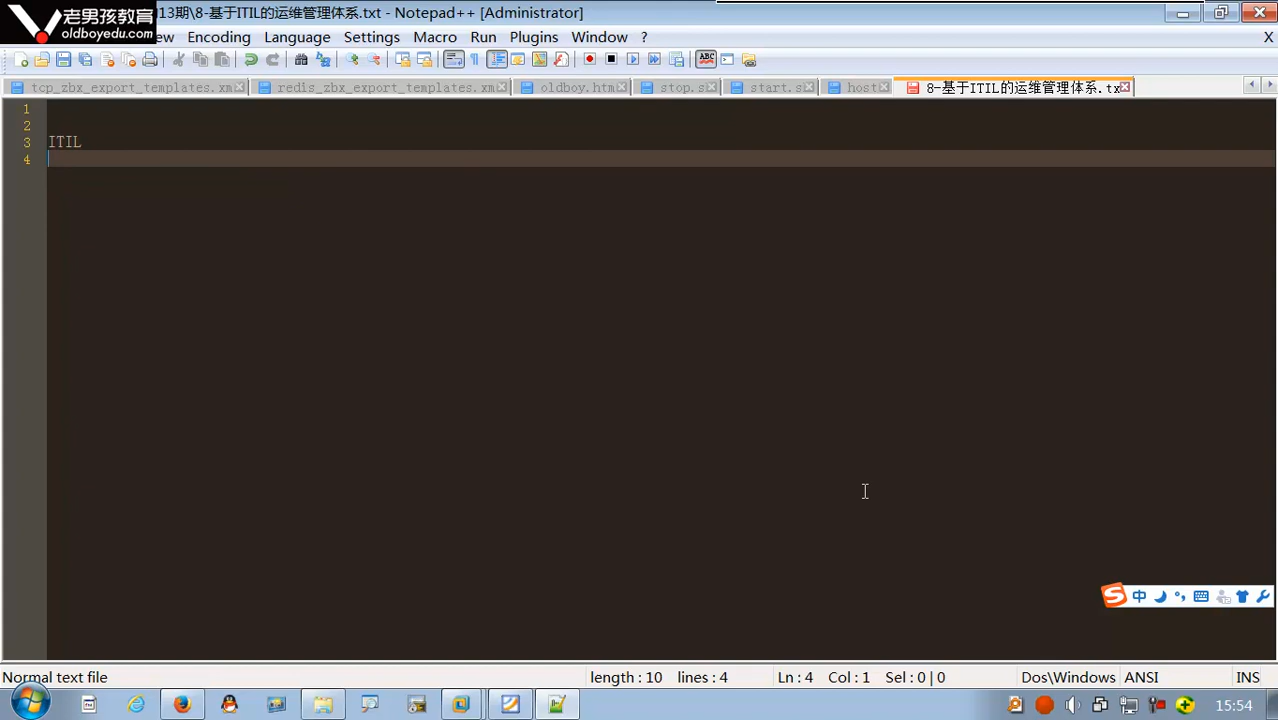 老男孩教育
oldboyedu.com
13期\8-基于ITIL的运维管理体系.txt - Notepad++ [Administrator]
ew Encoding Language Settings Macro Run Plugins Window ? X
tcp_zbx_export_templates.xm redis_zbx_export_templates.xm oldboy.htm stop.s start.s host 8-基于ITIL的运维管理体系.tx
1
2
3 ITIL
4
中
Normal text file length : 10 lines : 4 Ln : 4 Col : 1 Sel : 0 | 0 Dos\Windows ANSI INS
15:54